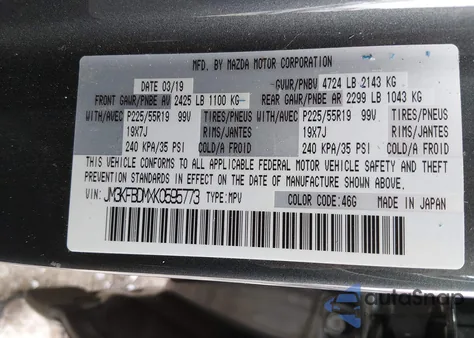 MFD. BY MAZDA MOTOR CORPORATION
DATE 03/19 GVWR/PNBV 4724 LB 2143 KG
FRONT GAWR/PNBE AV 2425 LB 1100 KG REAR GAWR/PNBE AR 2299 LB 1043 KG
WITH/AVEC P225/55R19 99V TIRES/PNEUS WITH/AVEC P225/55R19 99V TIRES/PNEUS
19X7J RIMS/JANTES 19X7J RIMS/JANTES
240 KPA/35 PSI COLD/A FROID 240 KPA/35 PSI COLD/A FROID
THIS VEHICLE CONFORMS TO ALL APPLICABLE FEDERAL MOTOR VEHICLE SAFETY AND THEFT
PREVENTION STANDARDS IN EFFECT ON THE DATE OF MANUFACTURE SHOWN ABOVE.
VIN: JM3KFBDMXK0595773 TYPE: MPV COLOR CODE: 46G MADE IN JAPAN
autoSnap